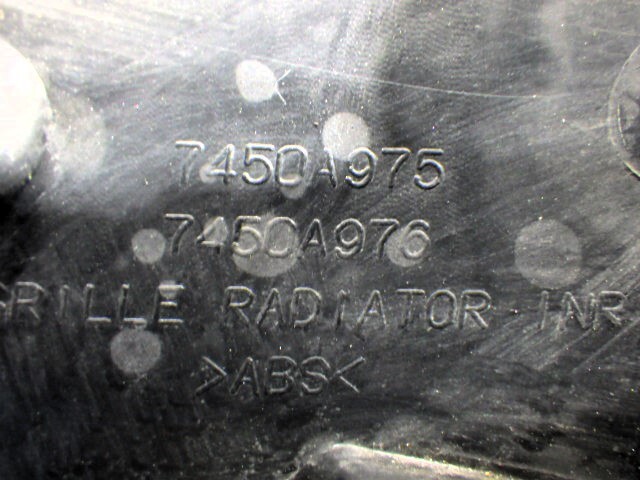 7450A975
7450A976
GRILLE RADIATOR INR
>ABS<